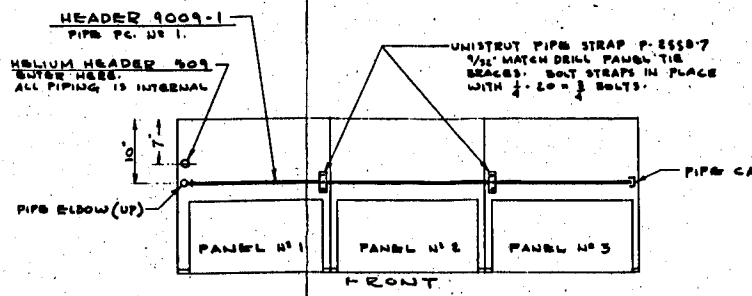 HEADER 9009-1
PIPE PC. Nº 1.
HELIUM HEADER 909
ENTER HERE.
ALL PIPING IS INTERNAL
UNISTRUT PIPE STRAP P-2558-7
9/32" MATCH DRILL PANEL TIE
BRACES. BOLT STRAPS IN PLACE
WITH 1/4 - 20 x 3/4 BOLTS.
10"
7"
PIPE CA
PIPE ELBOW (UP)
PANEL Nº 1
PANEL Nº 2
PANEL Nº 3
FRONT